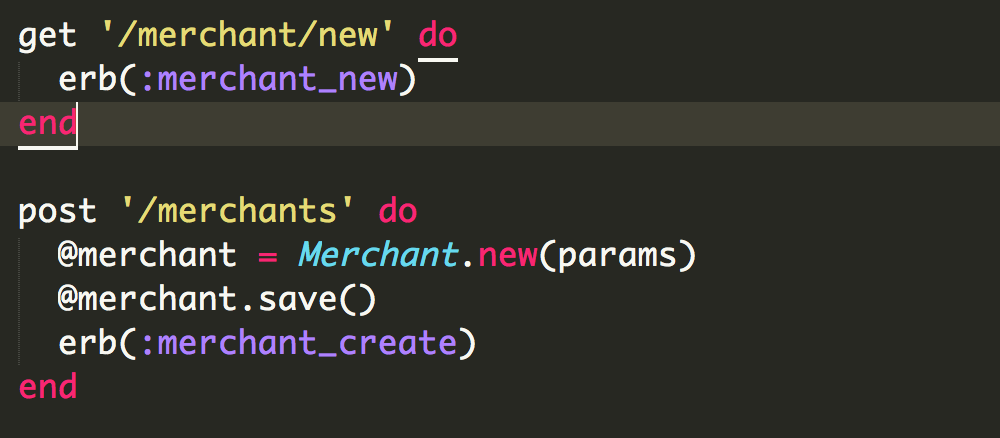 get '/merchant/new' do
  erb(:merchant_new)
end
post '/merchants' do
  @merchant = Merchant.new(params)
  @merchant.save()
  erb(:merchant_create)
end